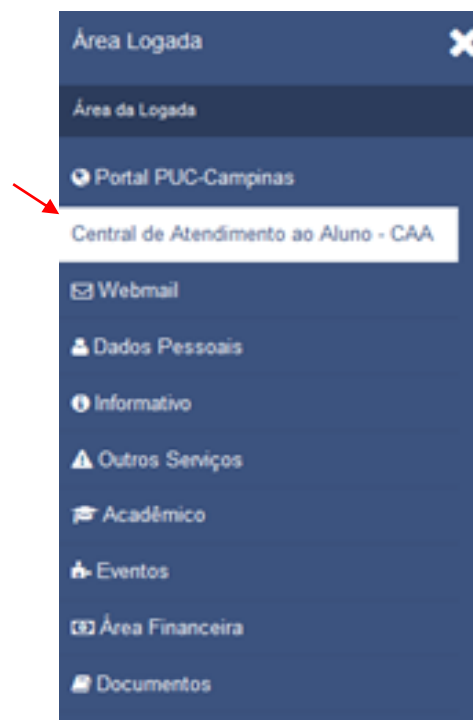 Área Logada
Área da Logada
Portal PUC-Campinas
Central de Atendimento ao Aluno - CAA
Webmail
Dados Pessoais
Informativo
Outros Serviços
Acadêmico
Eventos
Área Financeira
Documentos